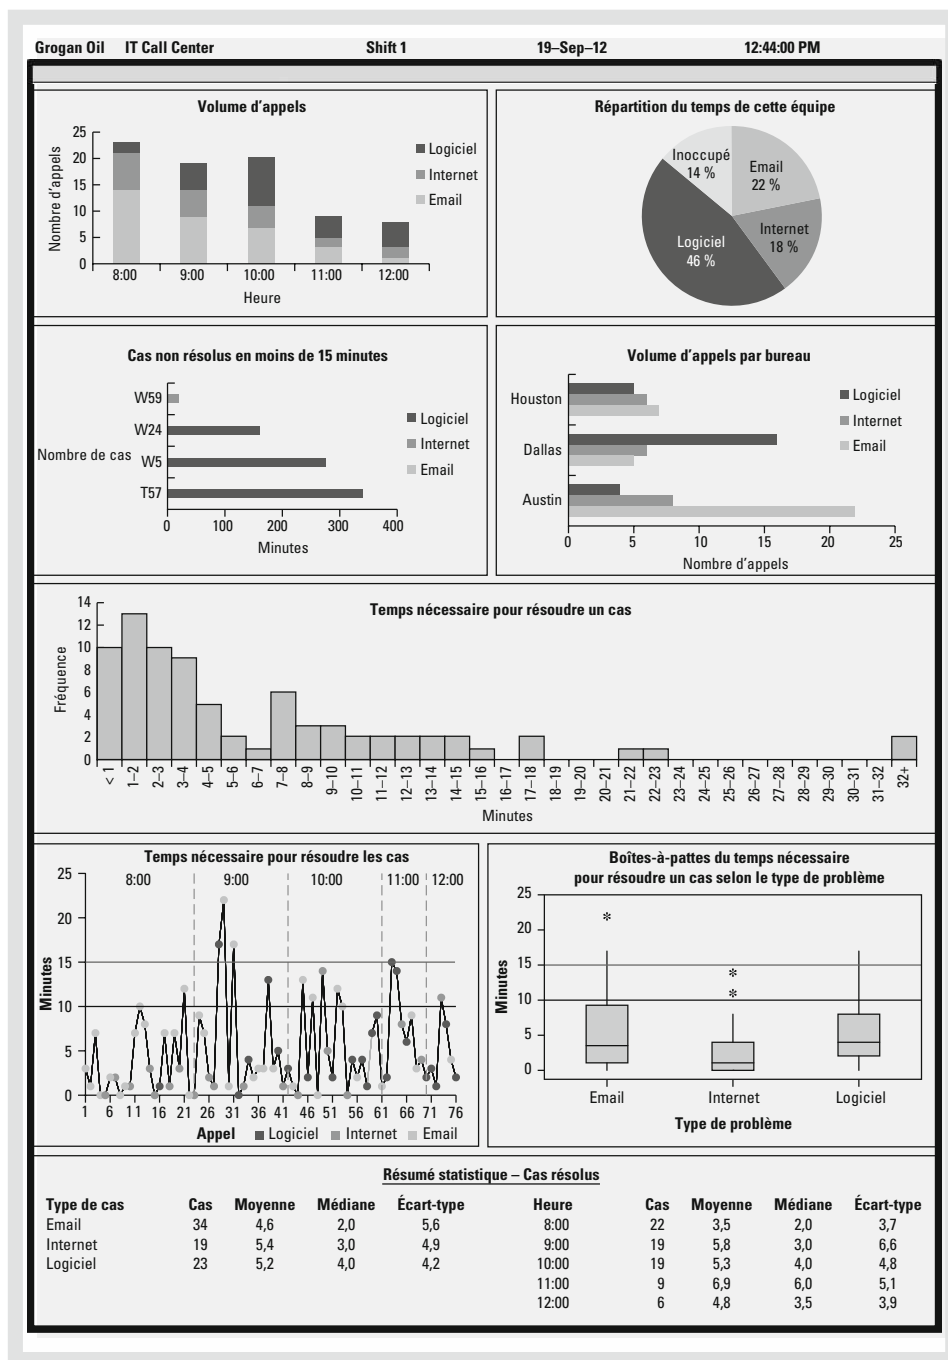 Grogan Oil IT Call Center Shift 1 19–Sep–12 12:44:00 PM
Volume d'appels
Nombre d'appels
25
20
15
10
5
0
8:00 9:00 10:00 11:00 12:00
Heure
Logiciel
Internet
Email
Répartition du temps de cette équipe
Inoccupé
14 %
Email
22 %
Internet
18 %
Logiciel
46 %
Cas non résolus en moins de 15 minutes
Nombre de cas
W59
W24
W5
T57
0 100 200 300 400
Minutes
Logiciel
Internet
Email
Volume d'appels par bureau
Houston
Dallas
Austin
0 5 10 15 20 25
Nombre d'appels
Logiciel
Internet
Email
Temps nécessaire pour résoudre un cas
Fréquence
14
12
10
8
6
4
2
0
< 1 1–2 2–3 3–4 4–5 5–6 6–7 7–8 8–9 9–10 10–11 11–12 12–13 13–14 14–15 15–16 16–17 17–18 18–19 19–20 20–21 21–22 22–23 23–24 24–25 25–26 26–27 27–28 28–29 29–30 30–31 31–32 32+
Minutes
Temps nécessaire pour résoudre les cas
8:00 9:00 10:00 11:00 12:00
Minutes
25
20
15
10
5
0
1 6 11 16 21 26 31 36 41 46 51 56 61 66 71 76
Appel Logiciel Internet Email
Boîtes-à-pattes du temps nécessaire
pour résoudre un cas selon le type de problème
Minutes
25
20
15
10
5
0
* * *
Email Internet Logiciel
Type de problème
Résumé statistique – Cas résolus
Type de cas Cas Moyenne Médiane Écart-type Heure Cas Moyenne Médiane Écart-type
Email 34 4,6 2,0 5,6 8:00 22 3,5 2,0 3,7
Internet 19 5,4 3,0 4,9 9:00 19 5,8 3,0 6,6
Logiciel 23 5,2 4,0 4,2 10:00 19 5,3 4,0 4,8
11:00 9 6,9 6,0 5,1
12:00 6 4,8 3,5 3,9